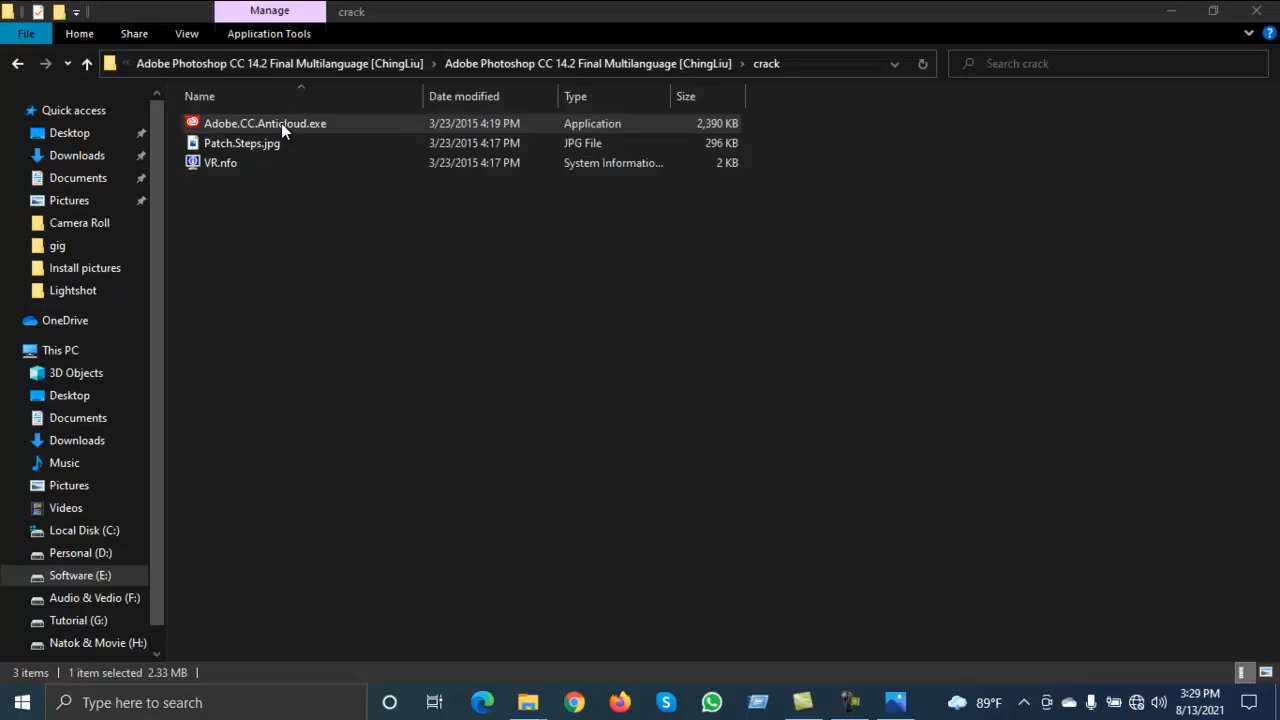 Manage
crack
File
Home
Share
View
Application Tools
Adobe Photoshop CC 14.2 Final Multilanguage [ChingLiu]
Adobe Photoshop CC 14.2 Final Multilanguage [ChingLiu]
crack
Search crack
Name
Date modified
Type
Size
Adobe.CC.Anticloud.exe
3/23/2015 4:19 PM
Application
2,390 KB
Patch.Steps.jpg
3/23/2015 4:17 PM
JPG File
296 KB
VR.nfo
3/23/2015 4:17 PM
System Informatio...
2 KB
Quick access
Desktop
Downloads
Documents
Pictures
Camera Roll
gig
Install pictures
Lightshot
OneDrive
This PC
3D Objects
Desktop
Documents
Downloads
Music
Pictures
Videos
Local Disk (C:)
Personal (D:)
Software (E:)
Audio & Vedio (F:)
Tutorial (G:)
Natok & Movie (H:)
3 items
1 item selected 2.33 MB
Type here to search
89°F
3:29 PM
8/13/2021